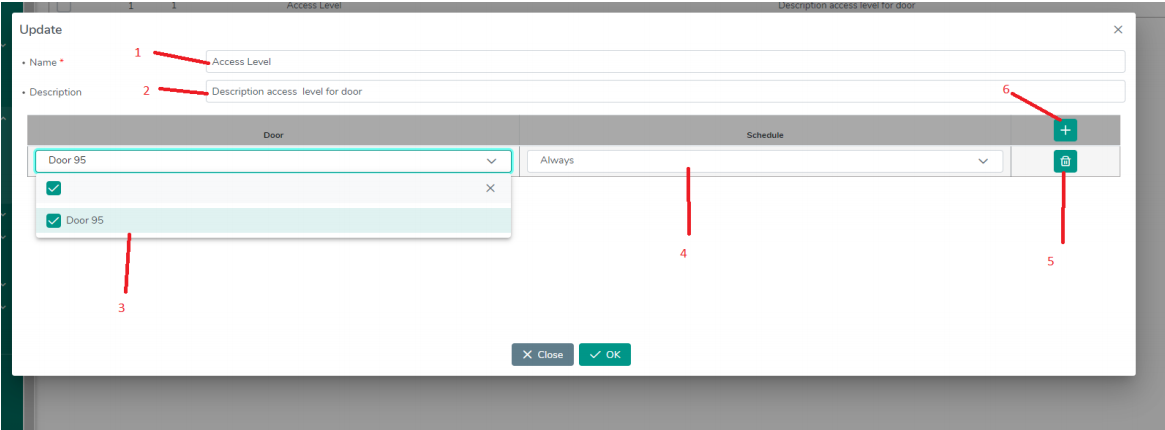 1 1 Access Level Description access level for door
Update
1
• Name * Access Level
• Description 2 Description access level for door
6
Door Schedule
Door 95 Always
Door 95
4
5
3
Close OK